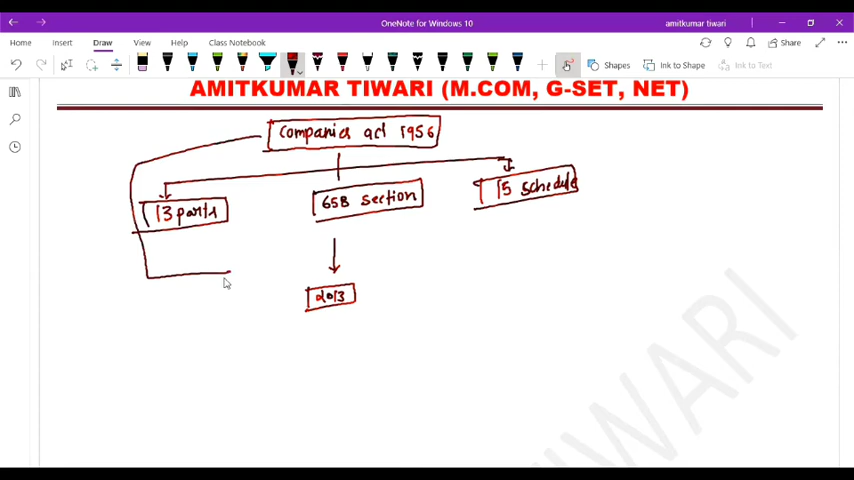 OneNote for Windows 10
amitkumar tiwari
Home Insert Draw View Help Class Notebook
Share
Shapes Ink to Shape Ink to Text
AMITKUMAR TIWARI (M.COM, G-SET, NET)
Companies act 1956
13 parts
658 section
15 schedule
2013
TIWARI